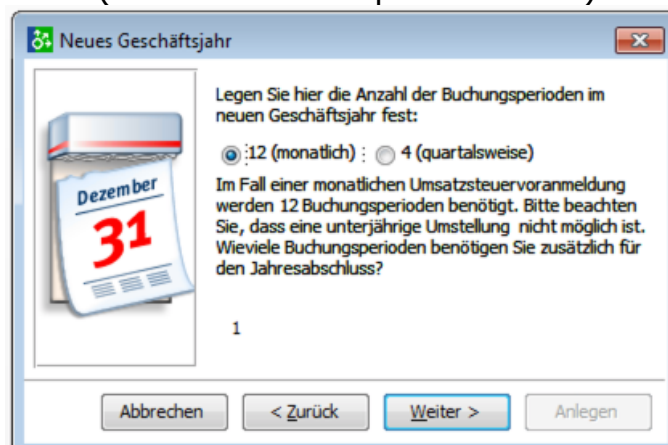 Neues Geschäftsjahr
Legen Sie hier die Anzahl der Buchungsperioden im
neuen Geschäftsjahr fest:
12 (monatlich)
4 (quartalsweise)
Im Fall einer monatlichen Umsatzsteuervoranmeldung
werden 12 Buchungsperioden benötigt. Bitte beachten
Sie, dass eine unterjährige Umstellung nicht möglich ist.
Wieviele Buchungsperioden benötigen Sie zusätzlich für
den Jahresabschluss?
Dezember
31
1
Abbrechen
< Zurück
Weiter >
Anlegen